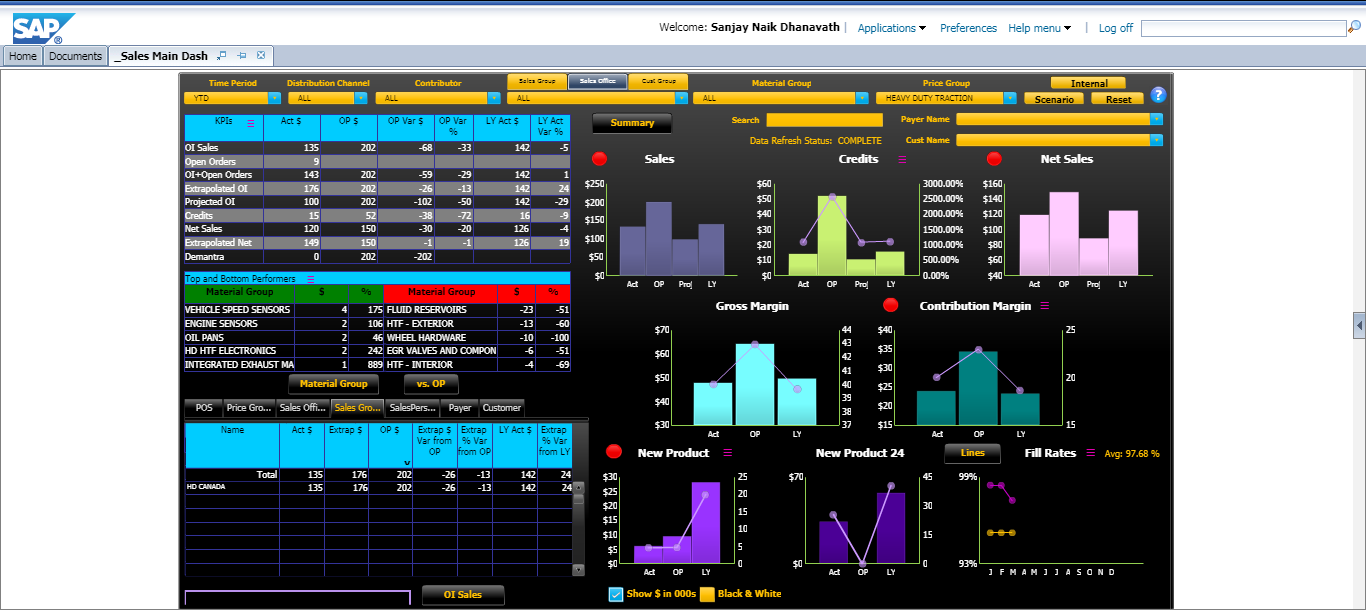 SAP®
Welcome: Sanjay Naik Dhanavath | Applications Preferences Help menu | Log off
Home Documents _Sales Main Dash
Time Period Distribution Channel Contributor Sales Group Sales Office Cust Group Material Group Price Group Internal
YTD ALL ALL ALL ALL HEAVY DUTY TRACTION Scenario Reset ?
KPIs Act $ OP $ OP Var $ OP Var % LY Act $ LY Act Var %
OI Sales 135 202 -68 -33 142 -5
Open Orders 9
OI+Open Orders 143 202 -59 -29 142 1
Extrapolated OI 176 202 -26 -13 142 24
Projected OI 100 202 -102 -50 142 -29
Credits 15 52 -38 -72 16 -9
Net Sales 120 150 -30 -20 126 -4
Extrapolated Net 149 150 -1 -1 126 19
Demantra 0 202 -202
Summary Search Payer Name
Data Refresh Status: COMPLETE Cust Name
Sales
$250
$200
$150
$100
$50
$0
Act OP Proj LY
Credits
$60 3000.00%
$50 2500.00%
$40 2000.00%
$30 1500.00%
$20 1000.00%
$10 500.00%
$0 0.00%
Act OP Proj LY
Net Sales
$160
$140
$120
$100
$80
$60
$40
Act OP Proj LY
Top and Bottom Performers
Material Group $ % Material Group $ %
VEHICLE SPEED SENSORS 4 175 FLUID RESERVOIRS -23 -51
ENGINE SENSORS 2 106 HTF - EXTERIOR -13 -60
OIL PANS 2 46 WHEEL HARDWARE -10 -100
HD HTF ELECTRONICS 2 242 EGR VALVES AND COMPON -6 -51
INTEGRATED EXHAUST MA 1 889 HTF - INTERIOR -4 -69
Material Group vs. OP
Gross Margin
$70 44
43
$60 42
41
$50 40
$40 39
38
$30 37
Act OP LY
Contribution Margin
$40 25
$35
$30 20
$25
$20
$15 15
Act OP LY
POS Price Gro... Sales Offi... Sales Gro... SalesPers... Payer Customer
Name Act $ Extrap $ OP $ Extrap $ Var from OP Extrap % Var from OP LY Act $ Extrap % Var from LY
Total 135 176 202 -26 -13 142 24
HD CANADA 135 176 202 -26 -13 142 24
New Product
$30 25
$25 20
$20 15
$15
$10 10
$5 5
$0 0
Act OP LY
New Product 24
$70 45
30
15
$0 0
Act OP LY
Lines Fill Rates Avg: 97.68 %
99%
93%
J F M A M J J A S O N D
OI Sales Show $ in 000s Black & White